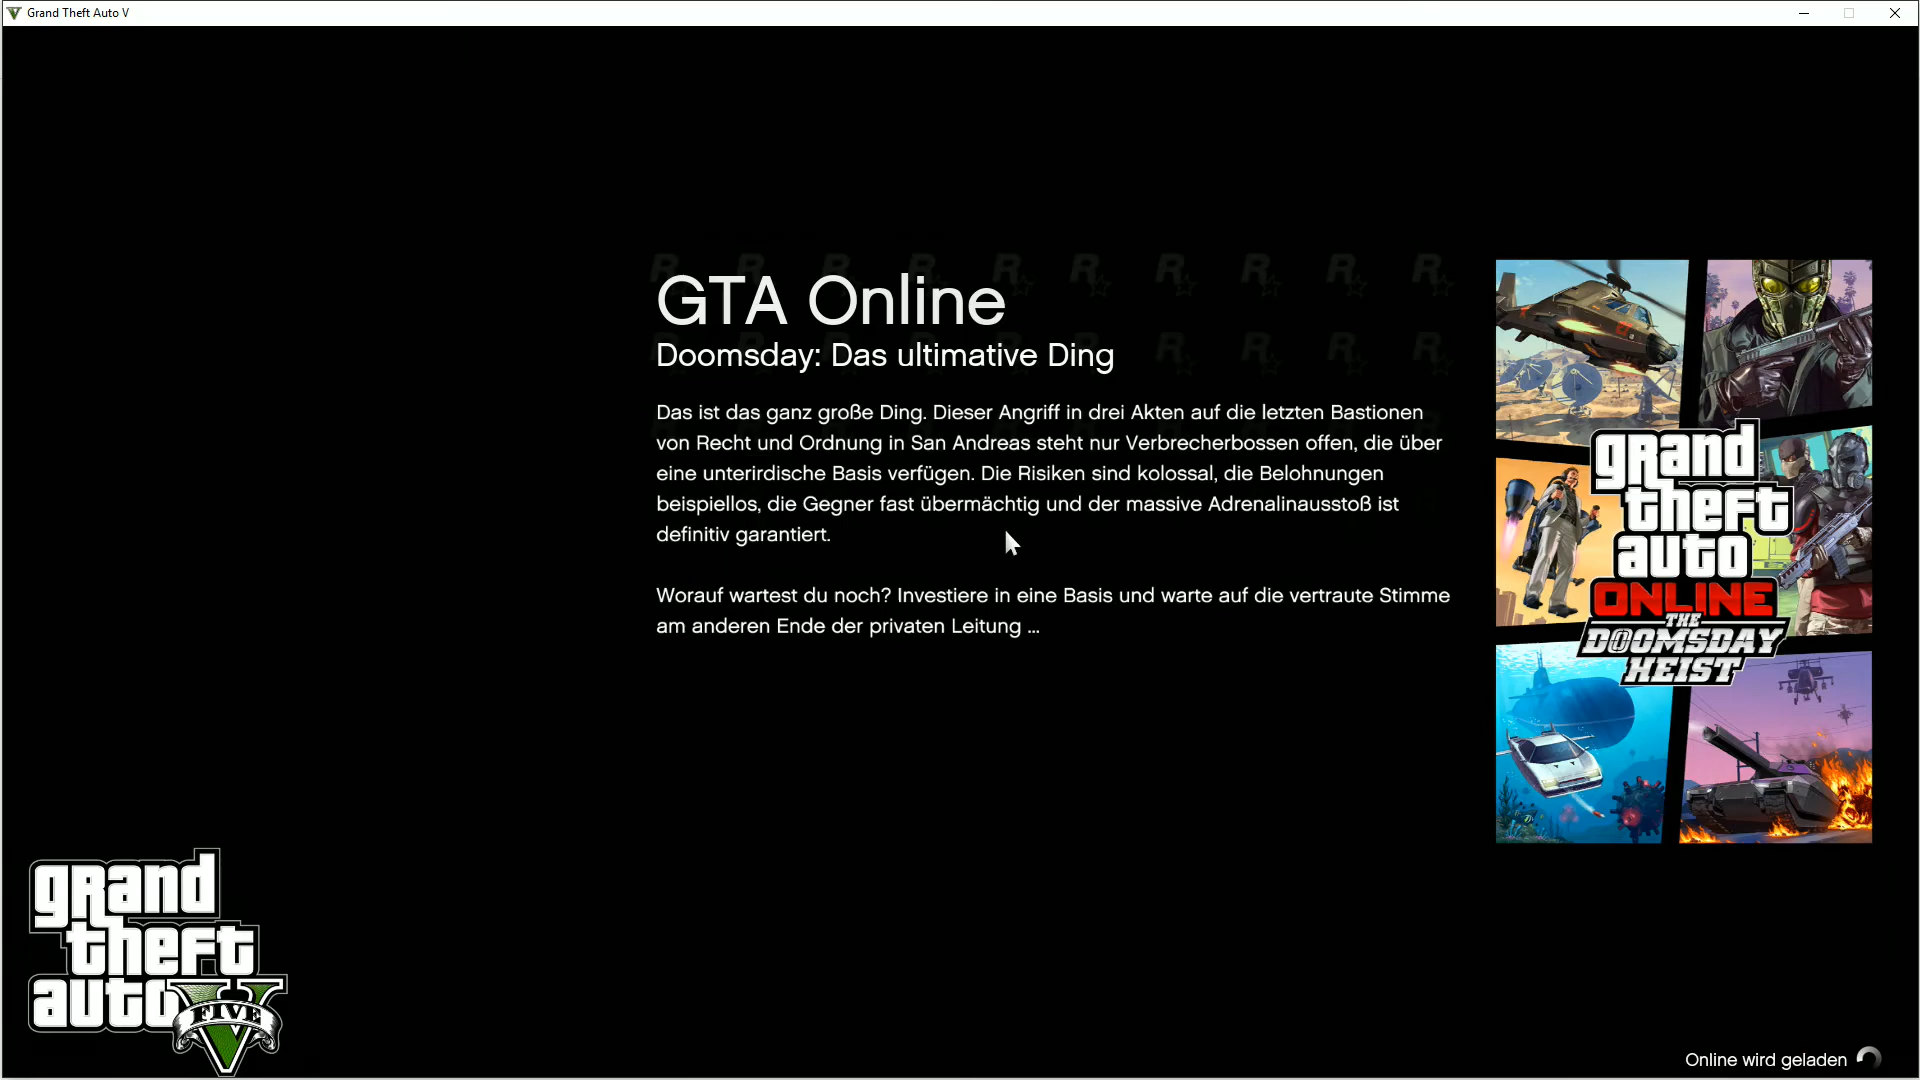 Grand Theft Auto V
GTA Online
Doomsday: Das ultimative Ding
Das ist das ganz große Ding. Dieser Angriff in drei Akten auf die letzten Bastionen
von Recht und Ordnung in San Andreas steht nur Verbrecherbossen offen, die über
eine unterirdische Basis verfügen. Die Risiken sind kolossal, die Belohnungen
beispiellos, die Gegner fast übermächtig und der massive Adrenalinausstoß ist
definitiv garantiert.
Worauf wartest du noch? Investiere in eine Basis und warte auf die vertraute Stimme
am anderen Ende der privaten Leitung ...
grand
theft
auto
ONLINE
THE
DOOMSDAY
HEIST
grand
theft
auto
V
FIVE
Online wird geladen